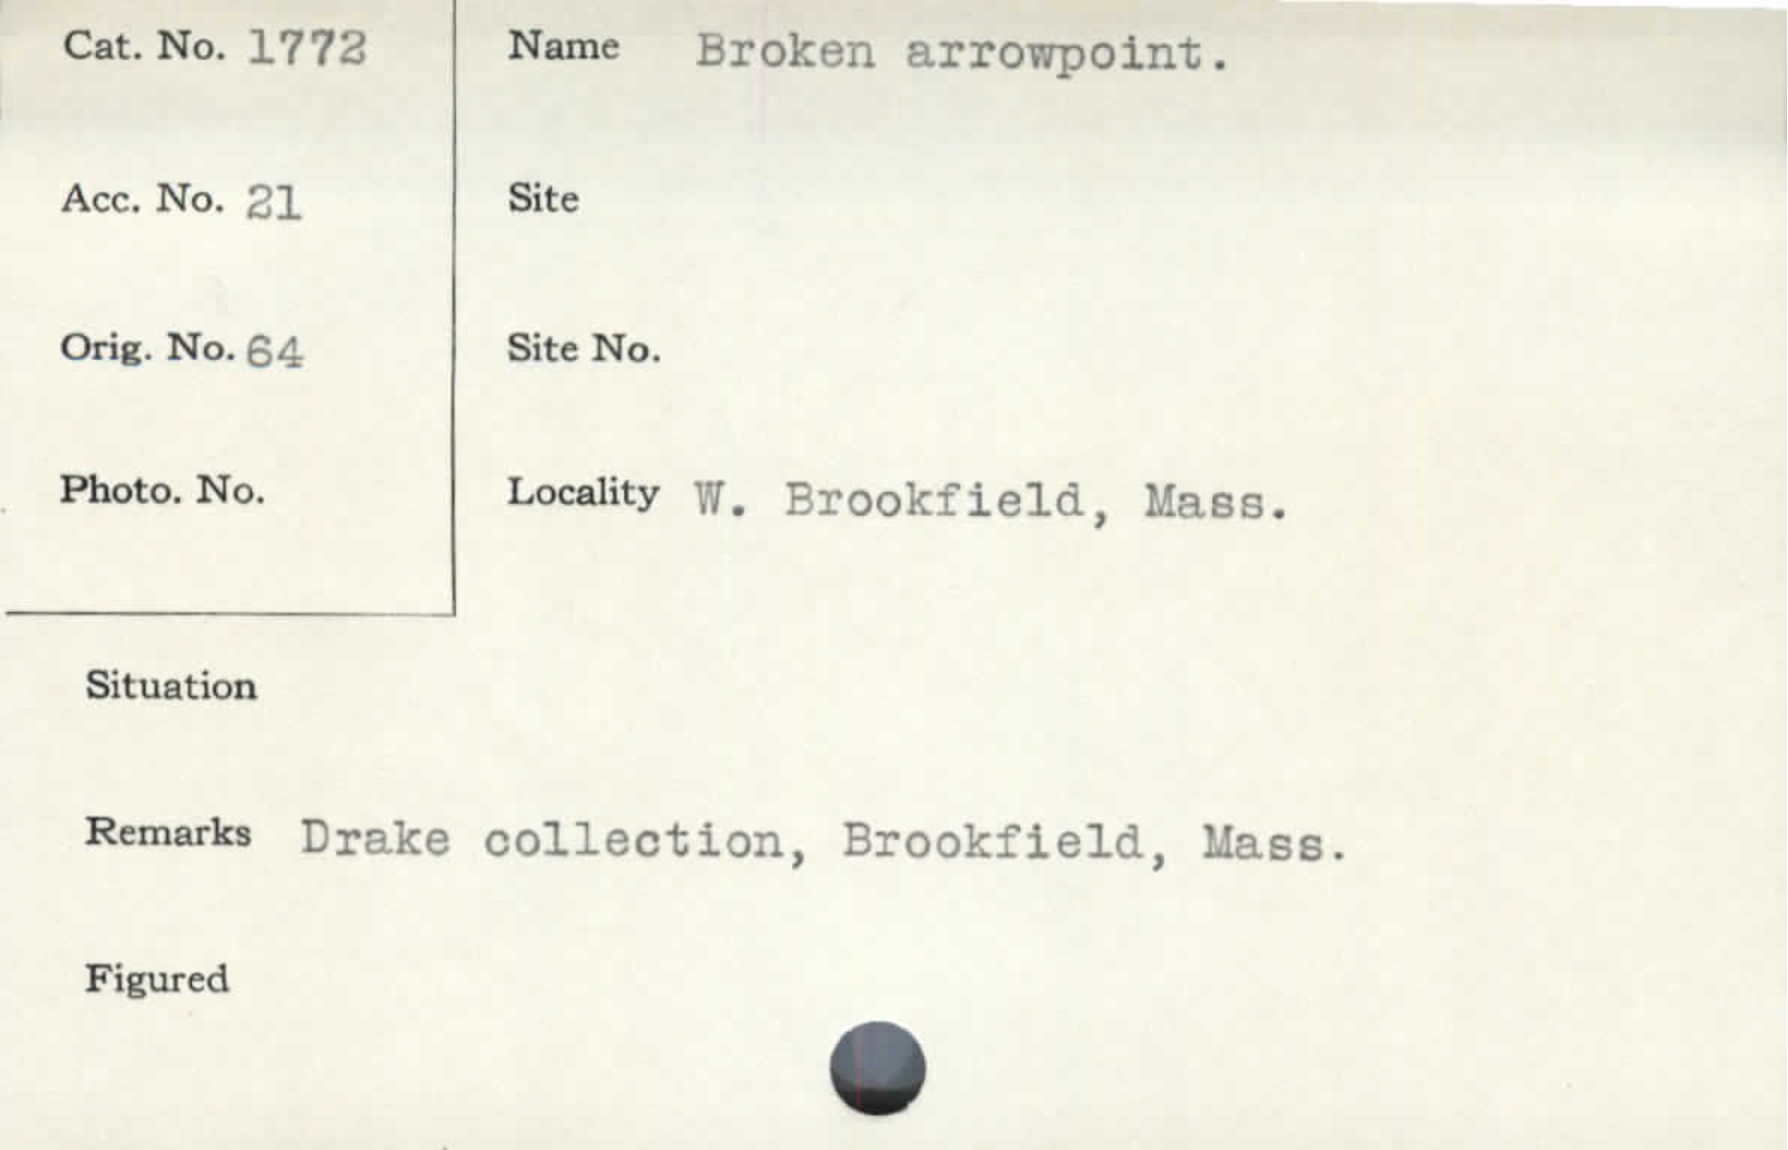 Cat. No. 1772
Name Broken arrowpoint.
Acc. No. 21
Site
Orig. No. 64
Site No.
Photo. No.
Locality W. Brookfield, Mass.
Situation
Remarks Drake collection, Brookfield, Mass.
Figured